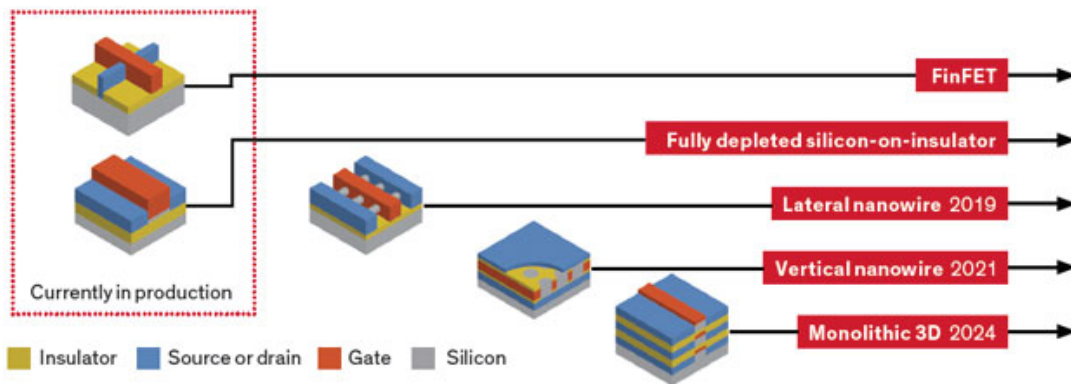 FinFET
Fully depleted silicon-on-insulator
Lateral nanowire 2019
Vertical nanowire 2021
Currently in production
Monolithic 3D 2024
Insulator Source or drain Gate Silicon